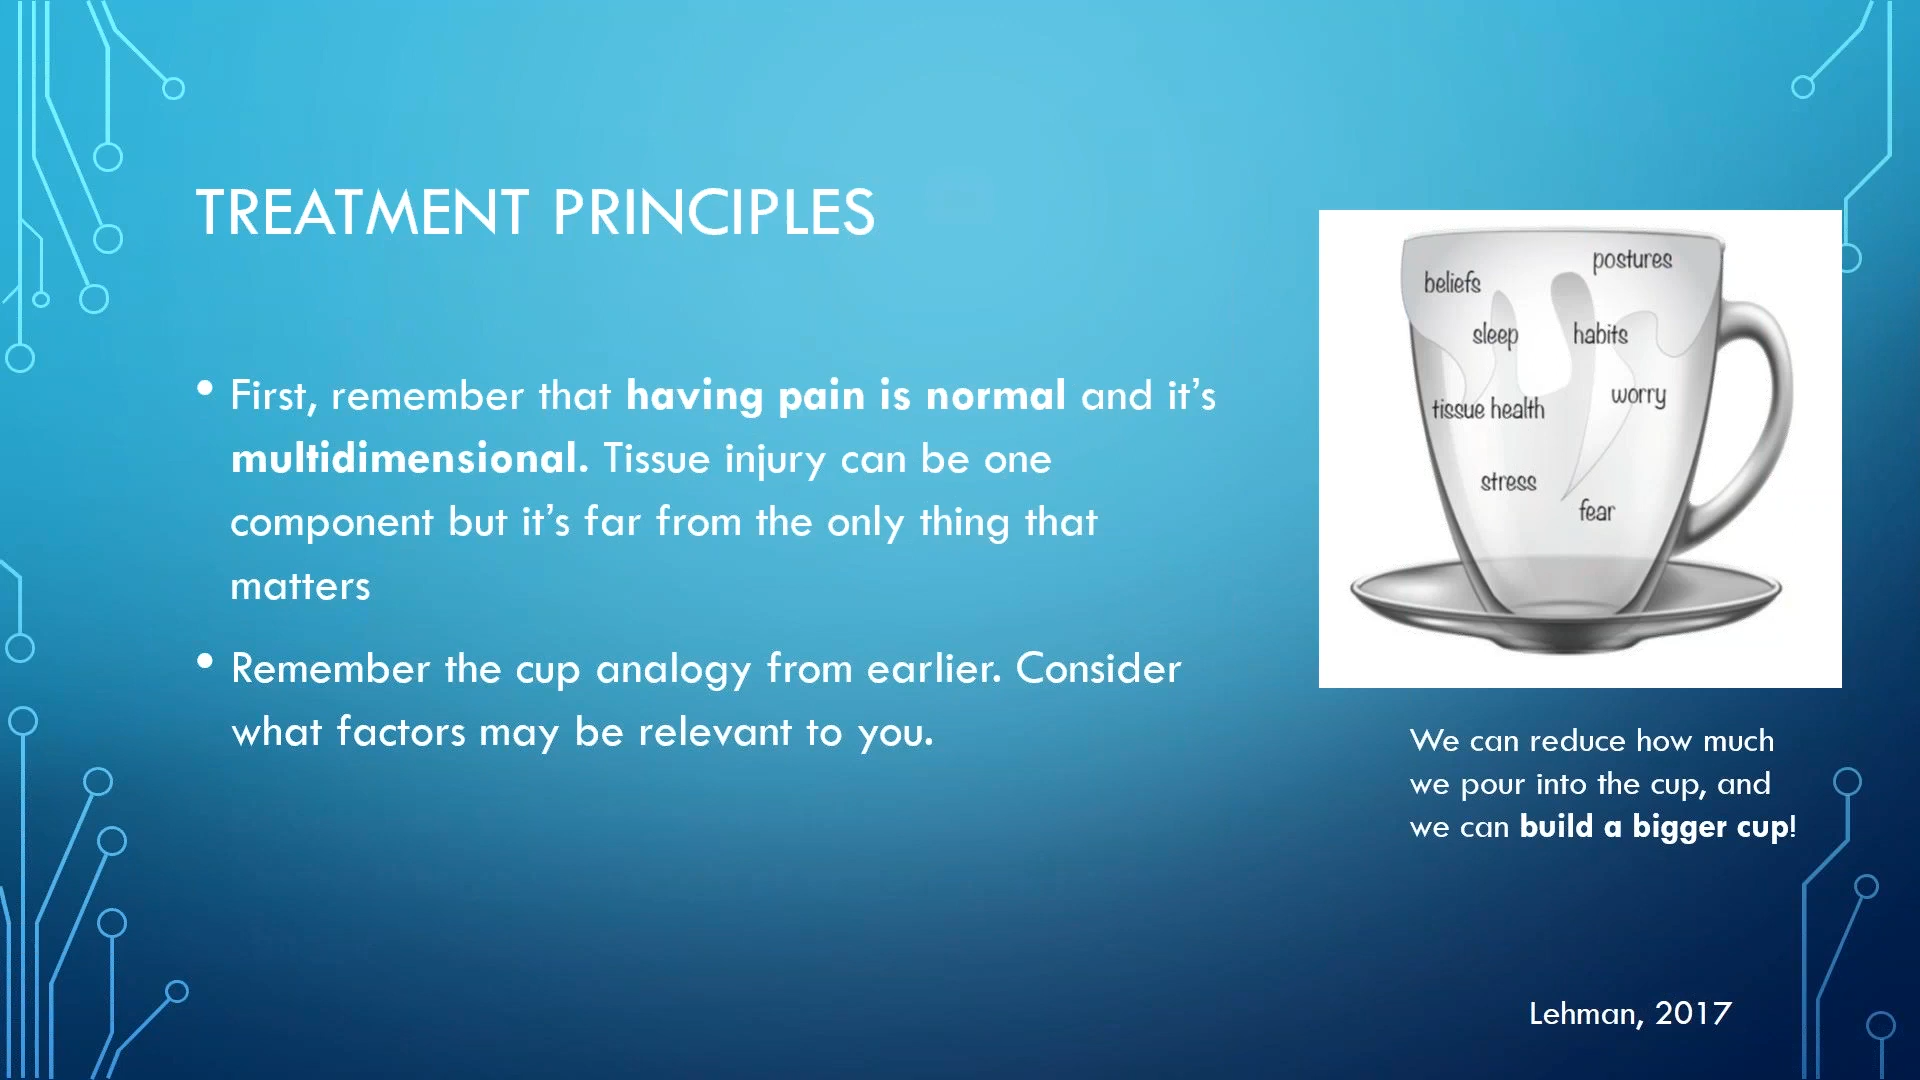 TREATMENT PRINCIPLES
• First, remember that having pain is normal and it’s
multidimensional. Tissue injury can be one
component but it’s far from the only thing that
matters
• Remember the cup analogy from earlier. Consider
what factors may be relevant to you.
postures
beliefs
sleep habits
worry
tissue health
stress
fear
We can reduce how much
we pour into the cup, and
we can build a bigger cup!
Lehman, 2017